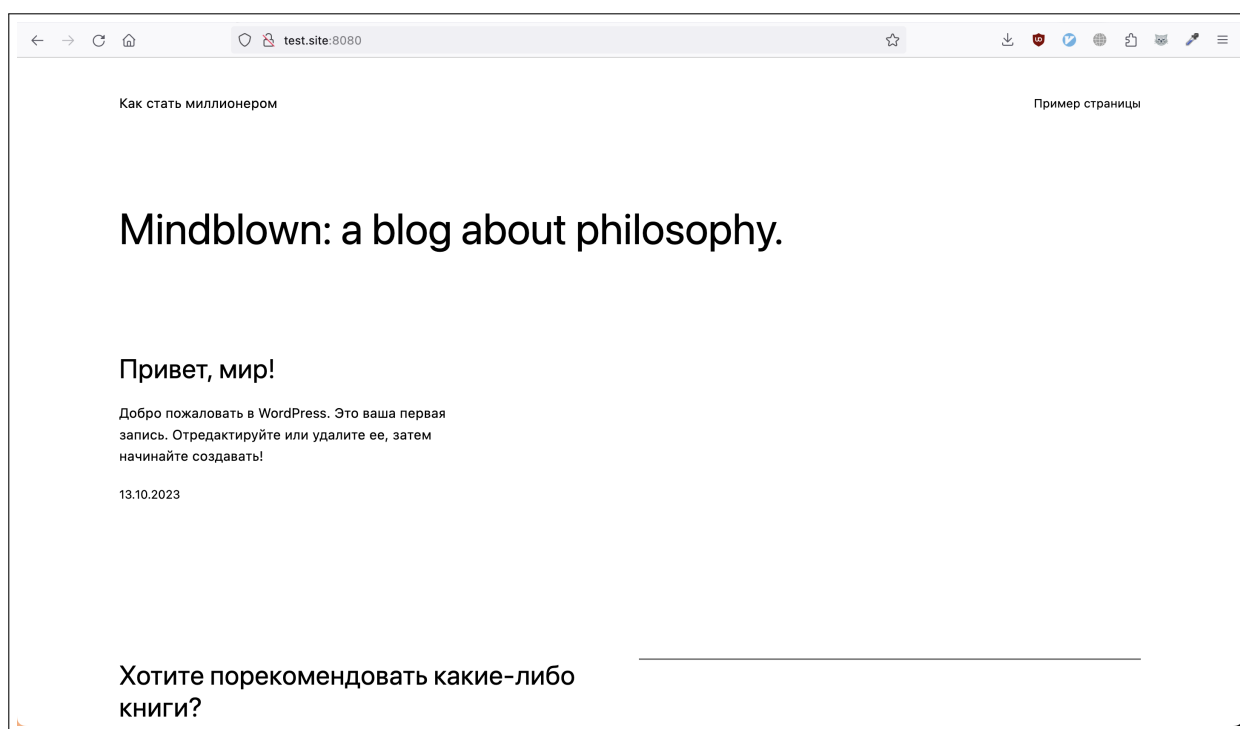 test.site:8080
Как стать миллионером
Пример страницы
Mindblown: a blog about philosophy.
Привет, мир!
Добро пожаловать в WordPress. Это ваша первая
запись. Отредактируйте или удалите ее, затем
начинайте создавать!
13.10.2023
Хотите порекомендовать какие-либо
книги?